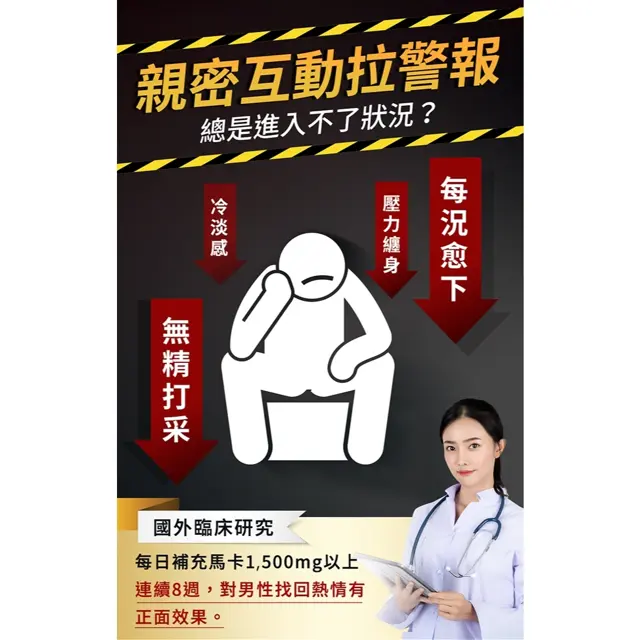 親密互動拉警報
總是進入不了狀況？
每況愈下
壓力纏身
冷淡感
無精打采
國外臨床研究
每日補充馬卡1,500mg以上
連續8週，對男性找回熱情有
正面效果。